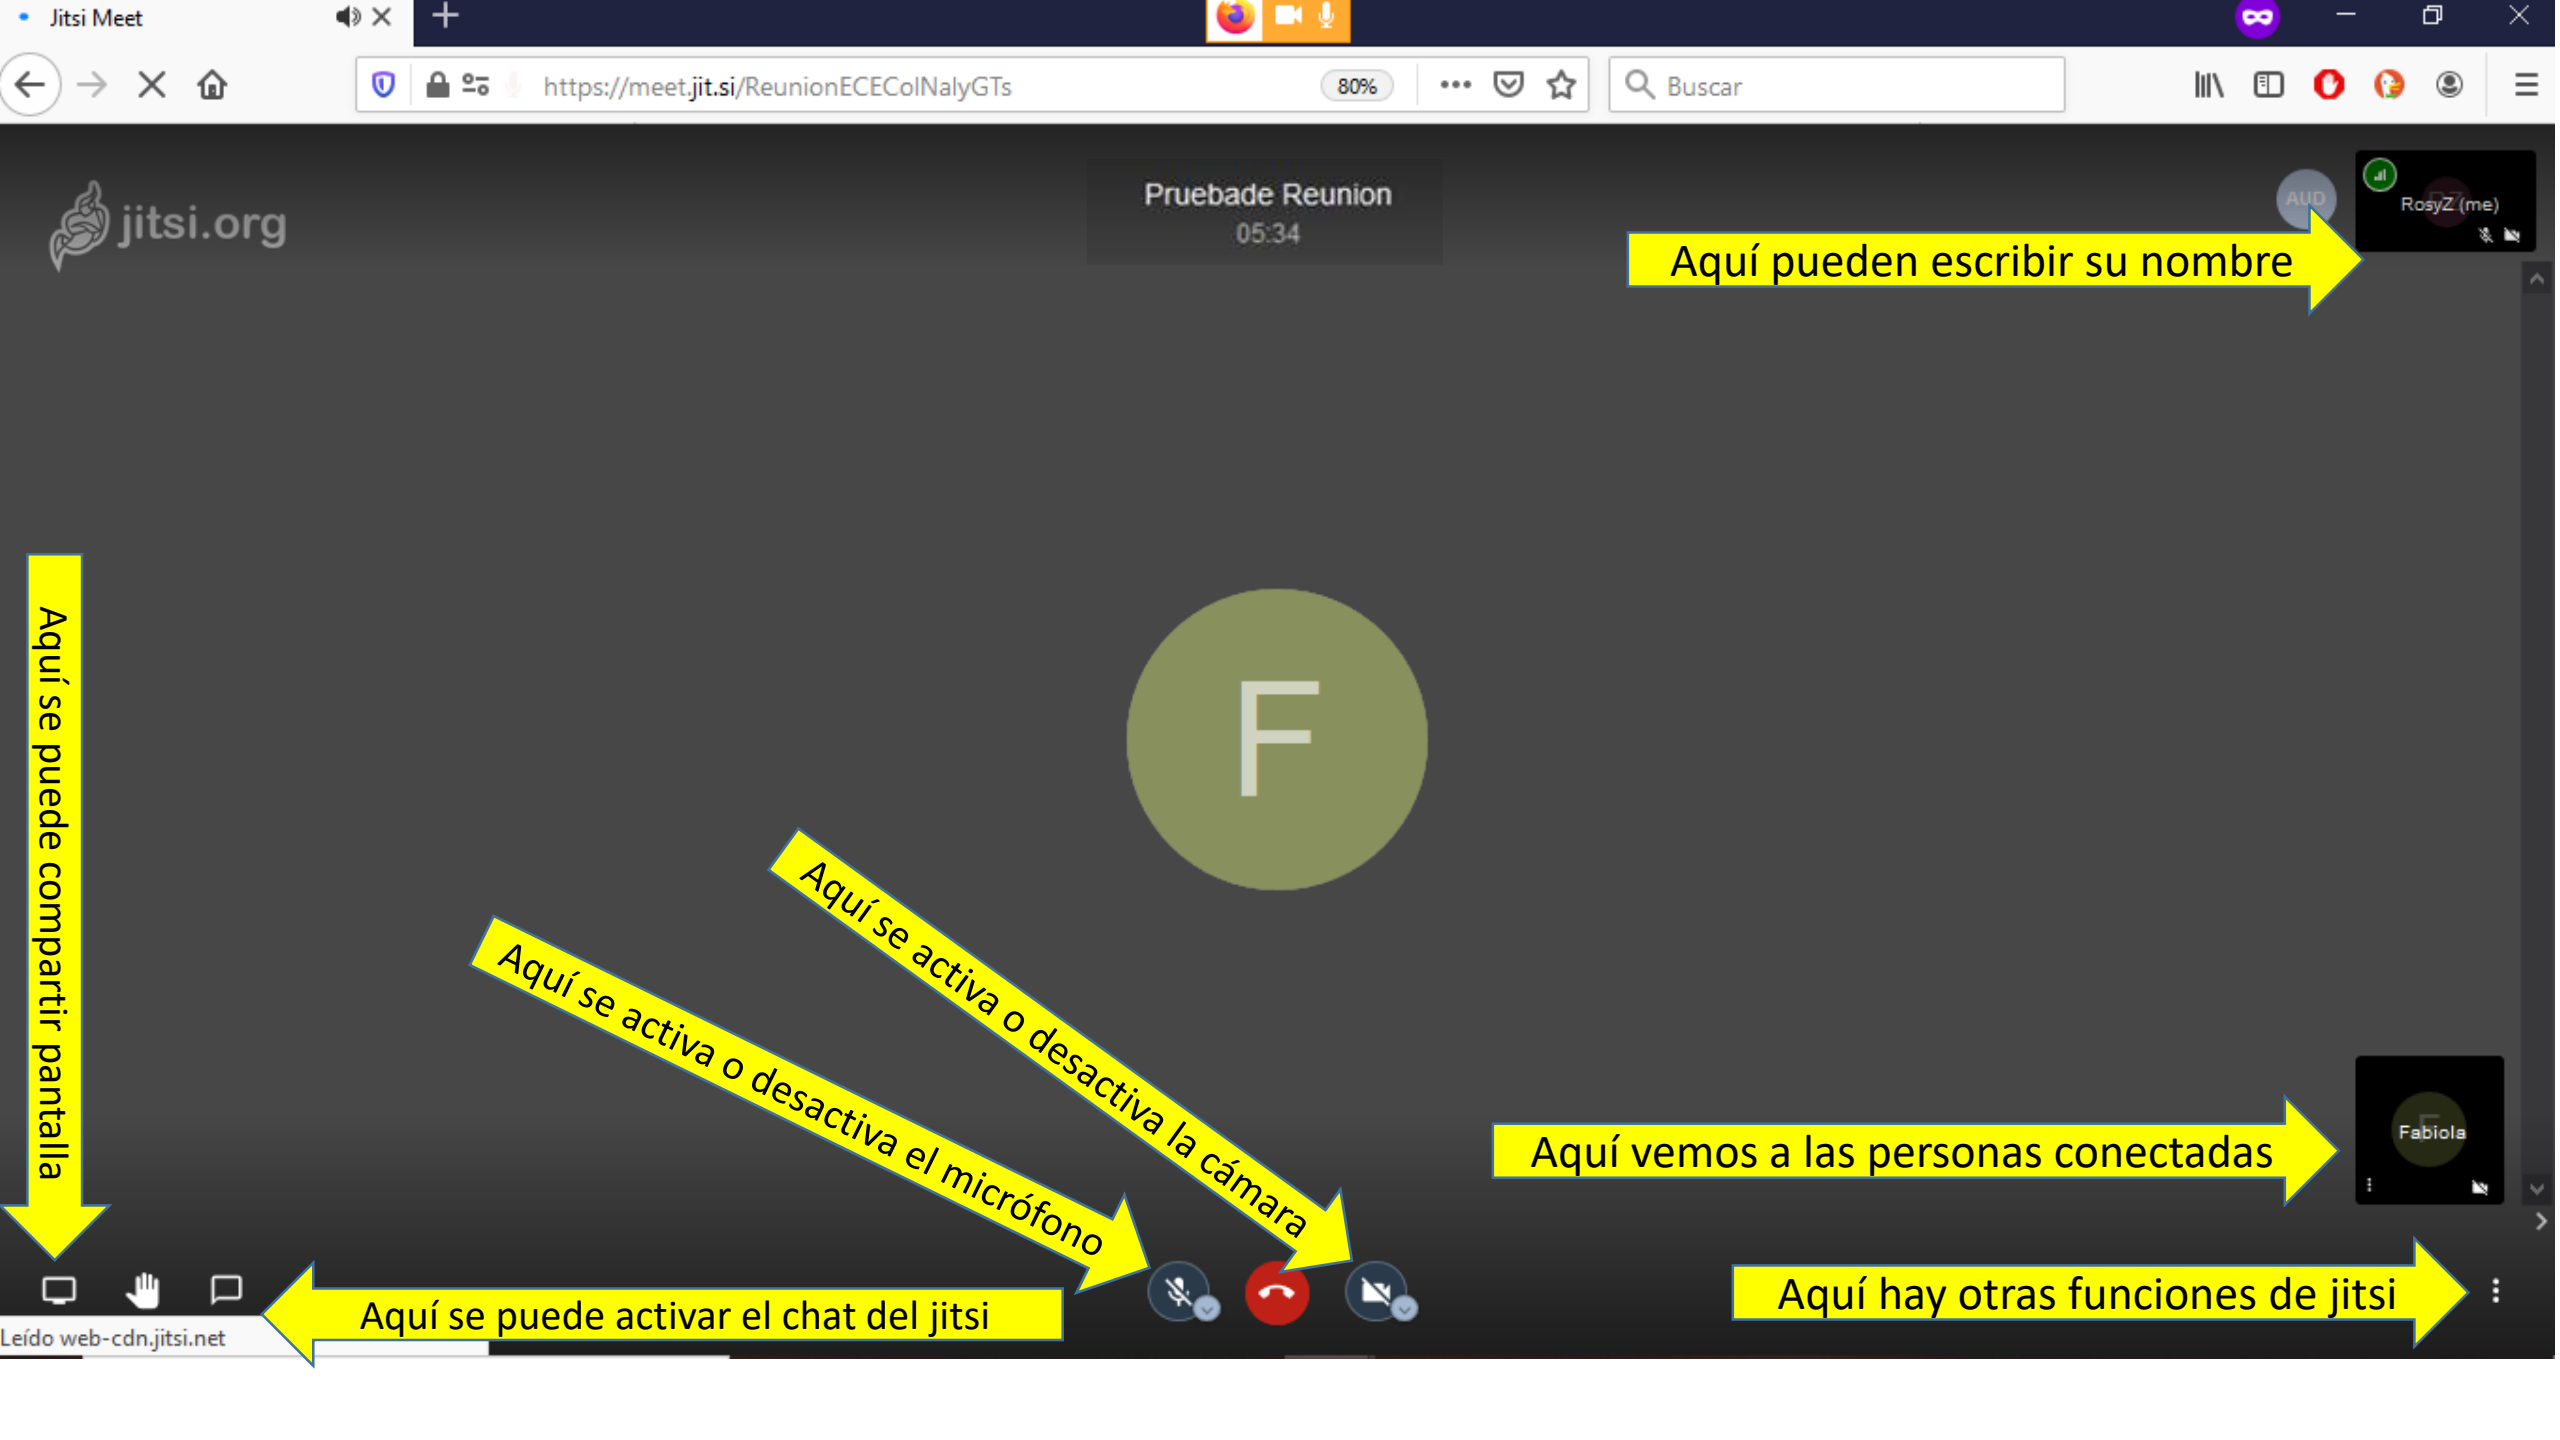 Jitsi Meet
https://meet.jit.si/ReunionECEColNalyGTs
80%
Buscar
jitsi.org
Pruebade Reunion
05:34
AUD
RosyZ (me)
Aquí pueden escribir su nombre
F
Aquí se puede compartir pantalla
Aquí se activa o desactiva la cámara
Aquí se activa o desactiva el micrófono
Aquí vemos a las personas conectadas
Fabiola
Aquí se puede activar el chat del jitsi
Aquí hay otras funciones de jitsi
Leído web-cdn.jitsi.net